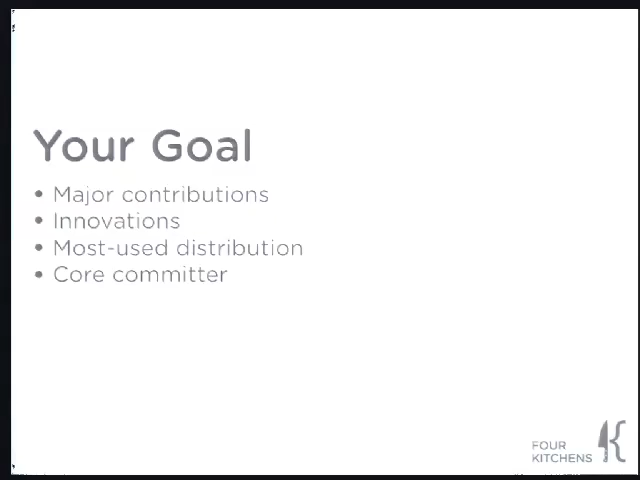 Your Goal
• Major contributions
• Innovations
• Most-used distribution
• Core committer
FOUR
KITCHENS